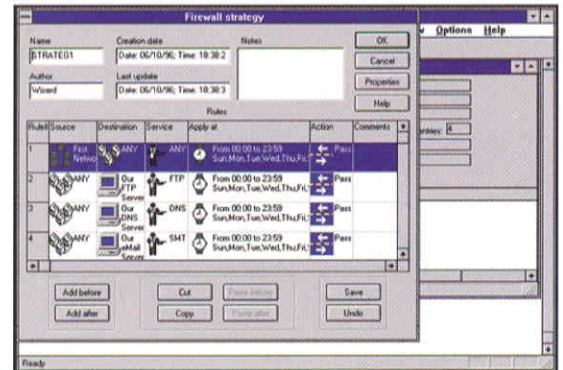 Firewall strategy
Options Help
Name
Creation date
Notes
STRATEG1
Date: 06/10/96; Time: 18:38:2
OK
Cancel
Author
Last update
Wizard
Date: 06/10/96; Time: 18:38:3
Properties
Help
Rules
Rule# Source Destination Service Apply at Action Comments
1 First Netwo ANY ANY From 00:00 to 23:59 Sun,Mon,Tue,Wed,Thu,Fri, Pass
2 ANY Our FTP Server FTP From 00:00 to 23:59 Sun,Mon,Tue,Wed,Thu,Fri, Pass
3 ANY Our DNS Server DNS From 00:00 to 23:59 Sun,Mon,Tue,Wed,Thu,Fri, Pass
4 ANY Our eMail Server SMT From 00:00 to 23:59 Sun,Mon,Tue,Wed,Thu,Fri, Pass
entries: 4
Add before
Cut
Paste before
Save
Add after
Copy
Paste after
Undo
Ready